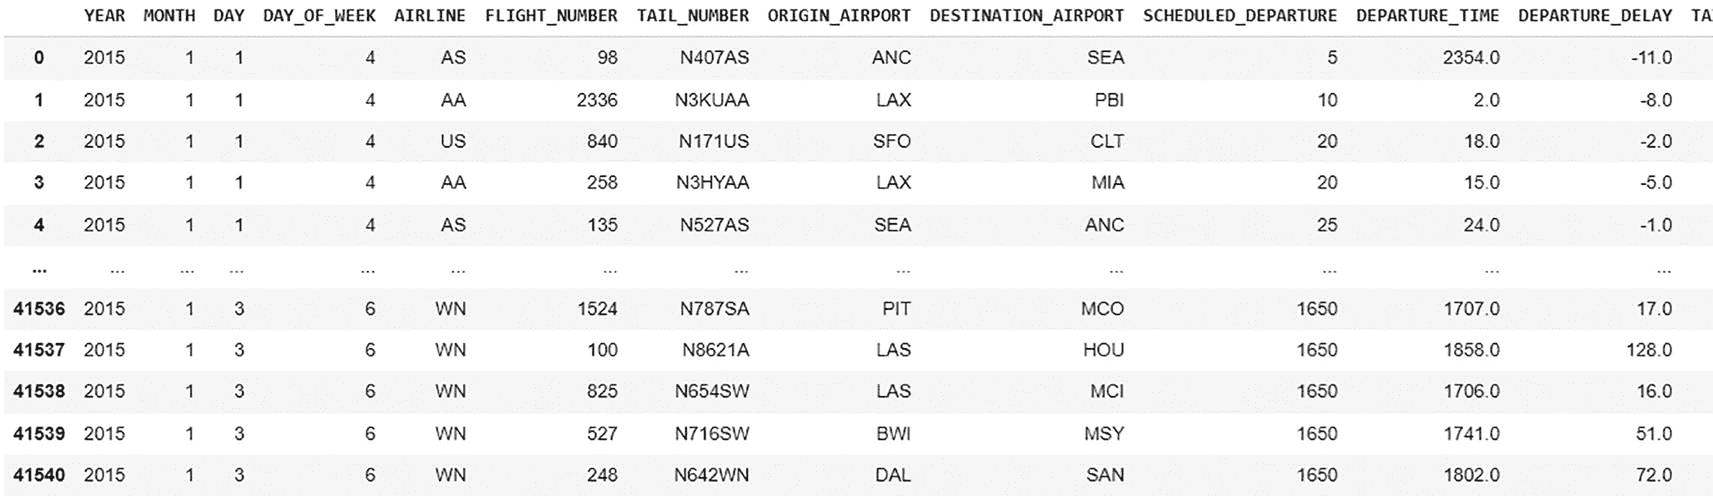 YEAR MONTH DAY DAY_OF_WEEK AIRLINE FLIGHT_NUMBER TAIL_NUMBER ORIGIN_AIRPORT DESTINATION_AIRPORT SCHEDULED_DEPARTURE DEPARTURE_TIME DEPARTURE_DELAY TA
0 2015 1 1 4 AS 98 N407AS ANC SEA 5 2354.0 -11.0
1 2015 1 1 4 AA 2336 N3KUAA LAX PBI 10 2.0 -8.0
2 2015 1 1 4 US 840 N171US SFO CLT 20 18.0 -2.0
3 2015 1 1 4 AA 258 N3HYAA LAX MIA 20 15.0 -5.0
4 2015 1 1 4 AS 135 N527AS SEA ANC 25 24.0 -1.0
... ... ... ... ... ... ... ... ... ... ... ... ...
41536 2015 1 3 6 WN 1524 N787SA PIT MCO 1650 1707.0 17.0
41537 2015 1 3 6 WN 100 N8621A LAS HOU 1650 1858.0 128.0
41538 2015 1 3 6 WN 825 N654SW LAS MCI 1650 1706.0 16.0
41539 2015 1 3 6 WN 527 N716SW BWI MSY 1650 1741.0 51.0
41540 2015 1 3 6 WN 248 N642WN DAL SAN 1650 1802.0 72.0